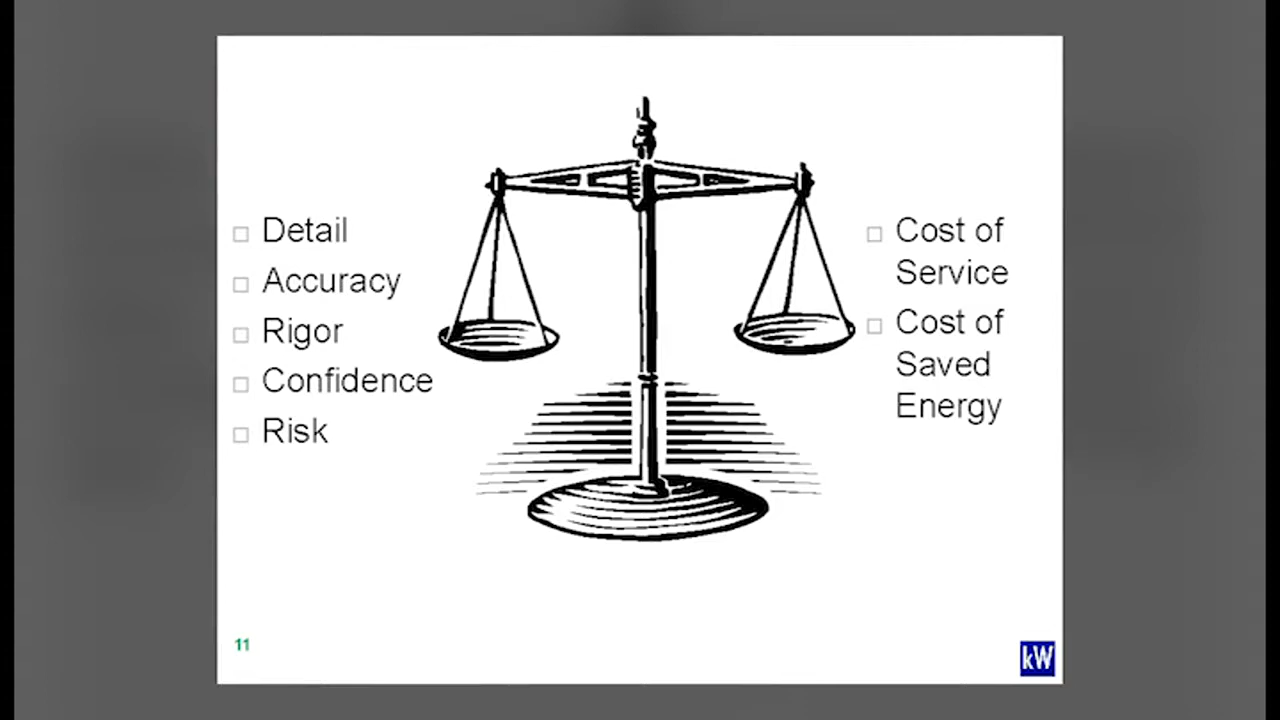 Detail
Accuracy
Rigor
Confidence
Risk
Cost of
Service
Cost of
Saved
Energy
11
kW